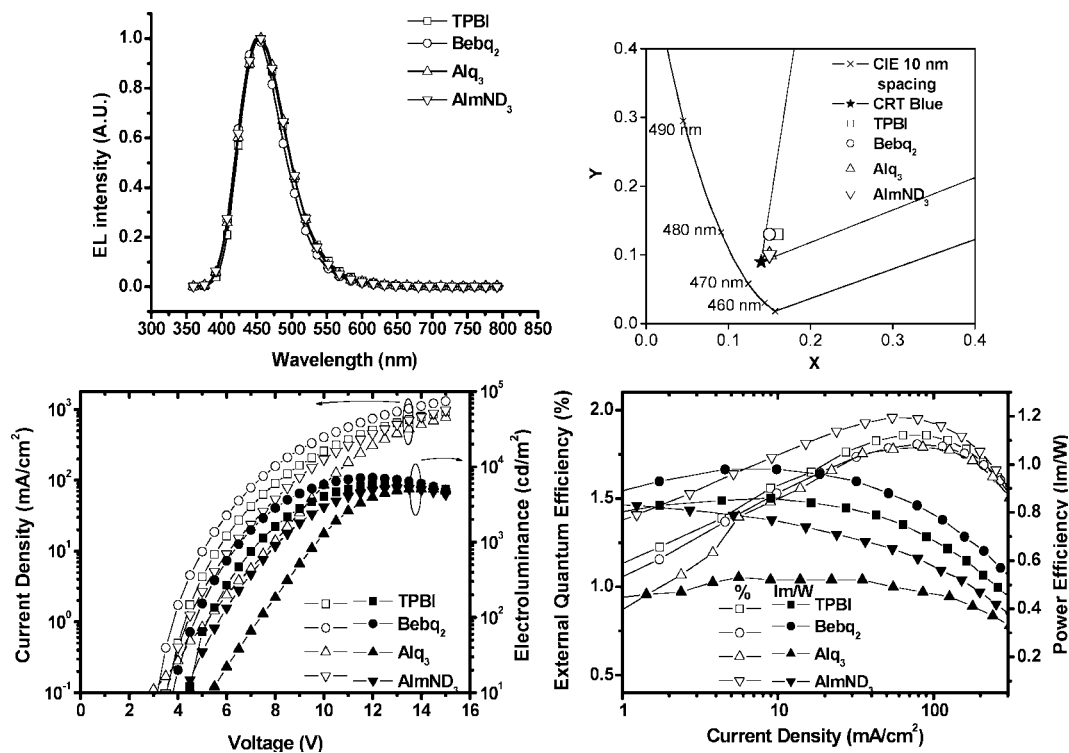 TPBI
Bebq2
Alq3
AlmND3
EL intensity (A.U.)
1.0
0.8
0.6
0.4
0.2
0.0
300 350 400 450 500 550 600 650 700 750 800 850
Wavelength (nm)
CIE 10 nm
spacing
CRT Blue
TPBI
Bebq2
Alq3
AlmND3
Y
0.4
0.3
0.2
0.1
0.0
490 nm
480 nm
470 nm
460 nm
0.0 0.1 0.2 0.3 0.4
X
Current Density (mA/cm²)
10³
10²
10¹
10⁰
10⁻¹
Electroluminance (cd/m²)
10⁵
10⁴
10³
10²
10¹
TPBI
Bebq2
Alq3
AlmND3
0 2 4 6 8 10 12 14 16
Voltage (V)
External Quantum Efficiency (%)
2.0
1.5
1.0
0.5
Power Efficiency (lm/W)
1.2
1.0
0.8
0.6
0.4
0.2
% lm/W
TPBI
Bebq2
Alq3
AlmND3
1 10 100
Current Density (mA/cm²)